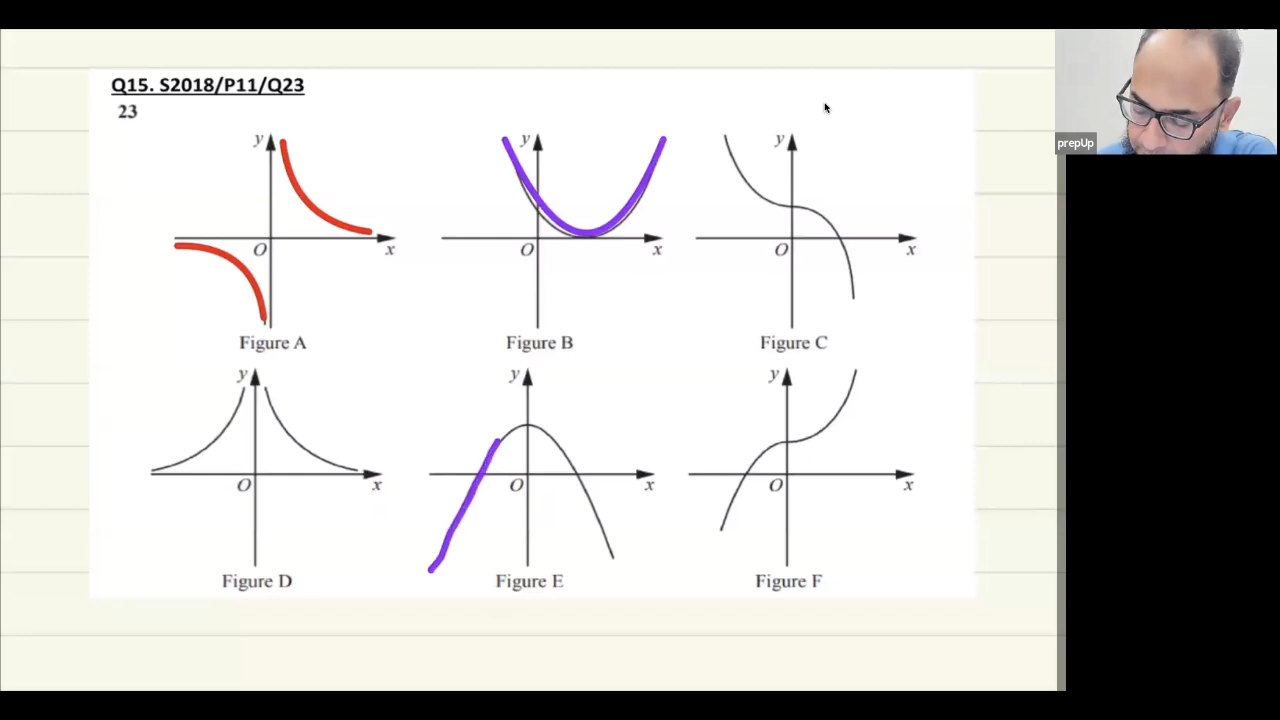 Q15. S2018/P11/Q23
23
y
O
x
Figure A
y
O
x
Figure B
y
O
x
Figure C
y
O
x
Figure D
y
O
x
Figure E
y
O
x
Figure F
prepUp